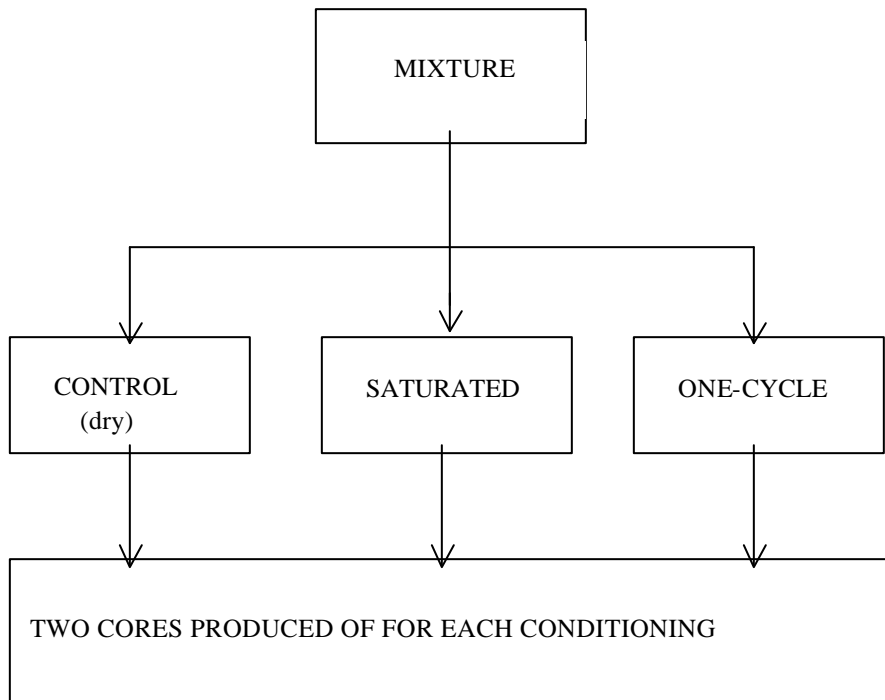 MIXTURE
CONTROL
(dry)
SATURATED
ONE-CYCLE
TWO CORES PRODUCED OF FOR EACH CONDITIONING